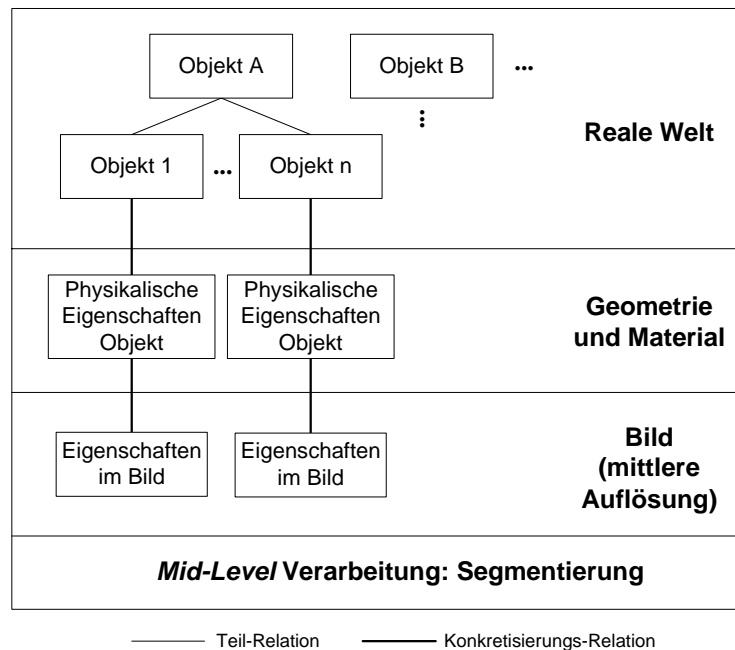 Objekt A
Objekt B
...
Reale Welt
Objekt 1
...
Objekt n
Physikalische
Eigenschaften
Objekt
Physikalische
Eigenschaften
Objekt
Geometrie
und Material
Eigenschaften
im Bild
Eigenschaften
im Bild
Bild
(mittlere
Auflösung)
Mid-Level Verarbeitung: Segmentierung
Teil-Relation
Konkretisierungs-Relation